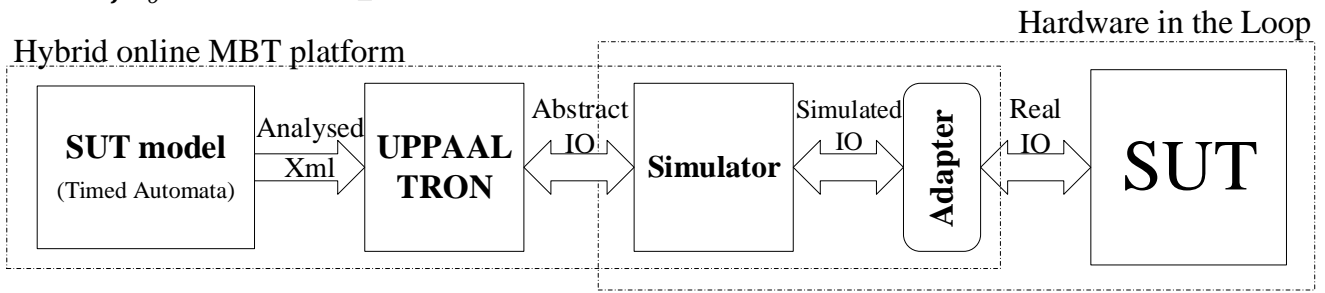 Hardware in the Loop
Hybrid online MBT platform
SUT model
(Timed Automata)
Analysed
Xml
UPPAAL
TRON
Abstract
IO
Simulator
Simulated
IO
Adapter
Real
IO
SUT